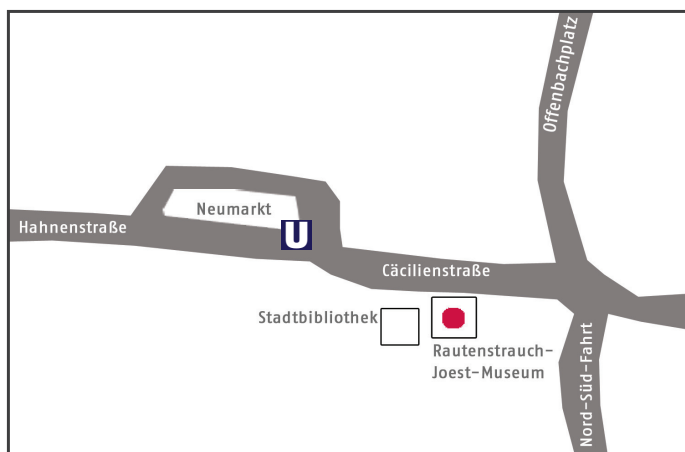 Offenbachplatz
Neumarkt
Hahnenstraße
U
Cäcilienstraße
Stadtbibliothek
Rautenstrauch-
Joest-Museum
Nord-Süd-Fahrt